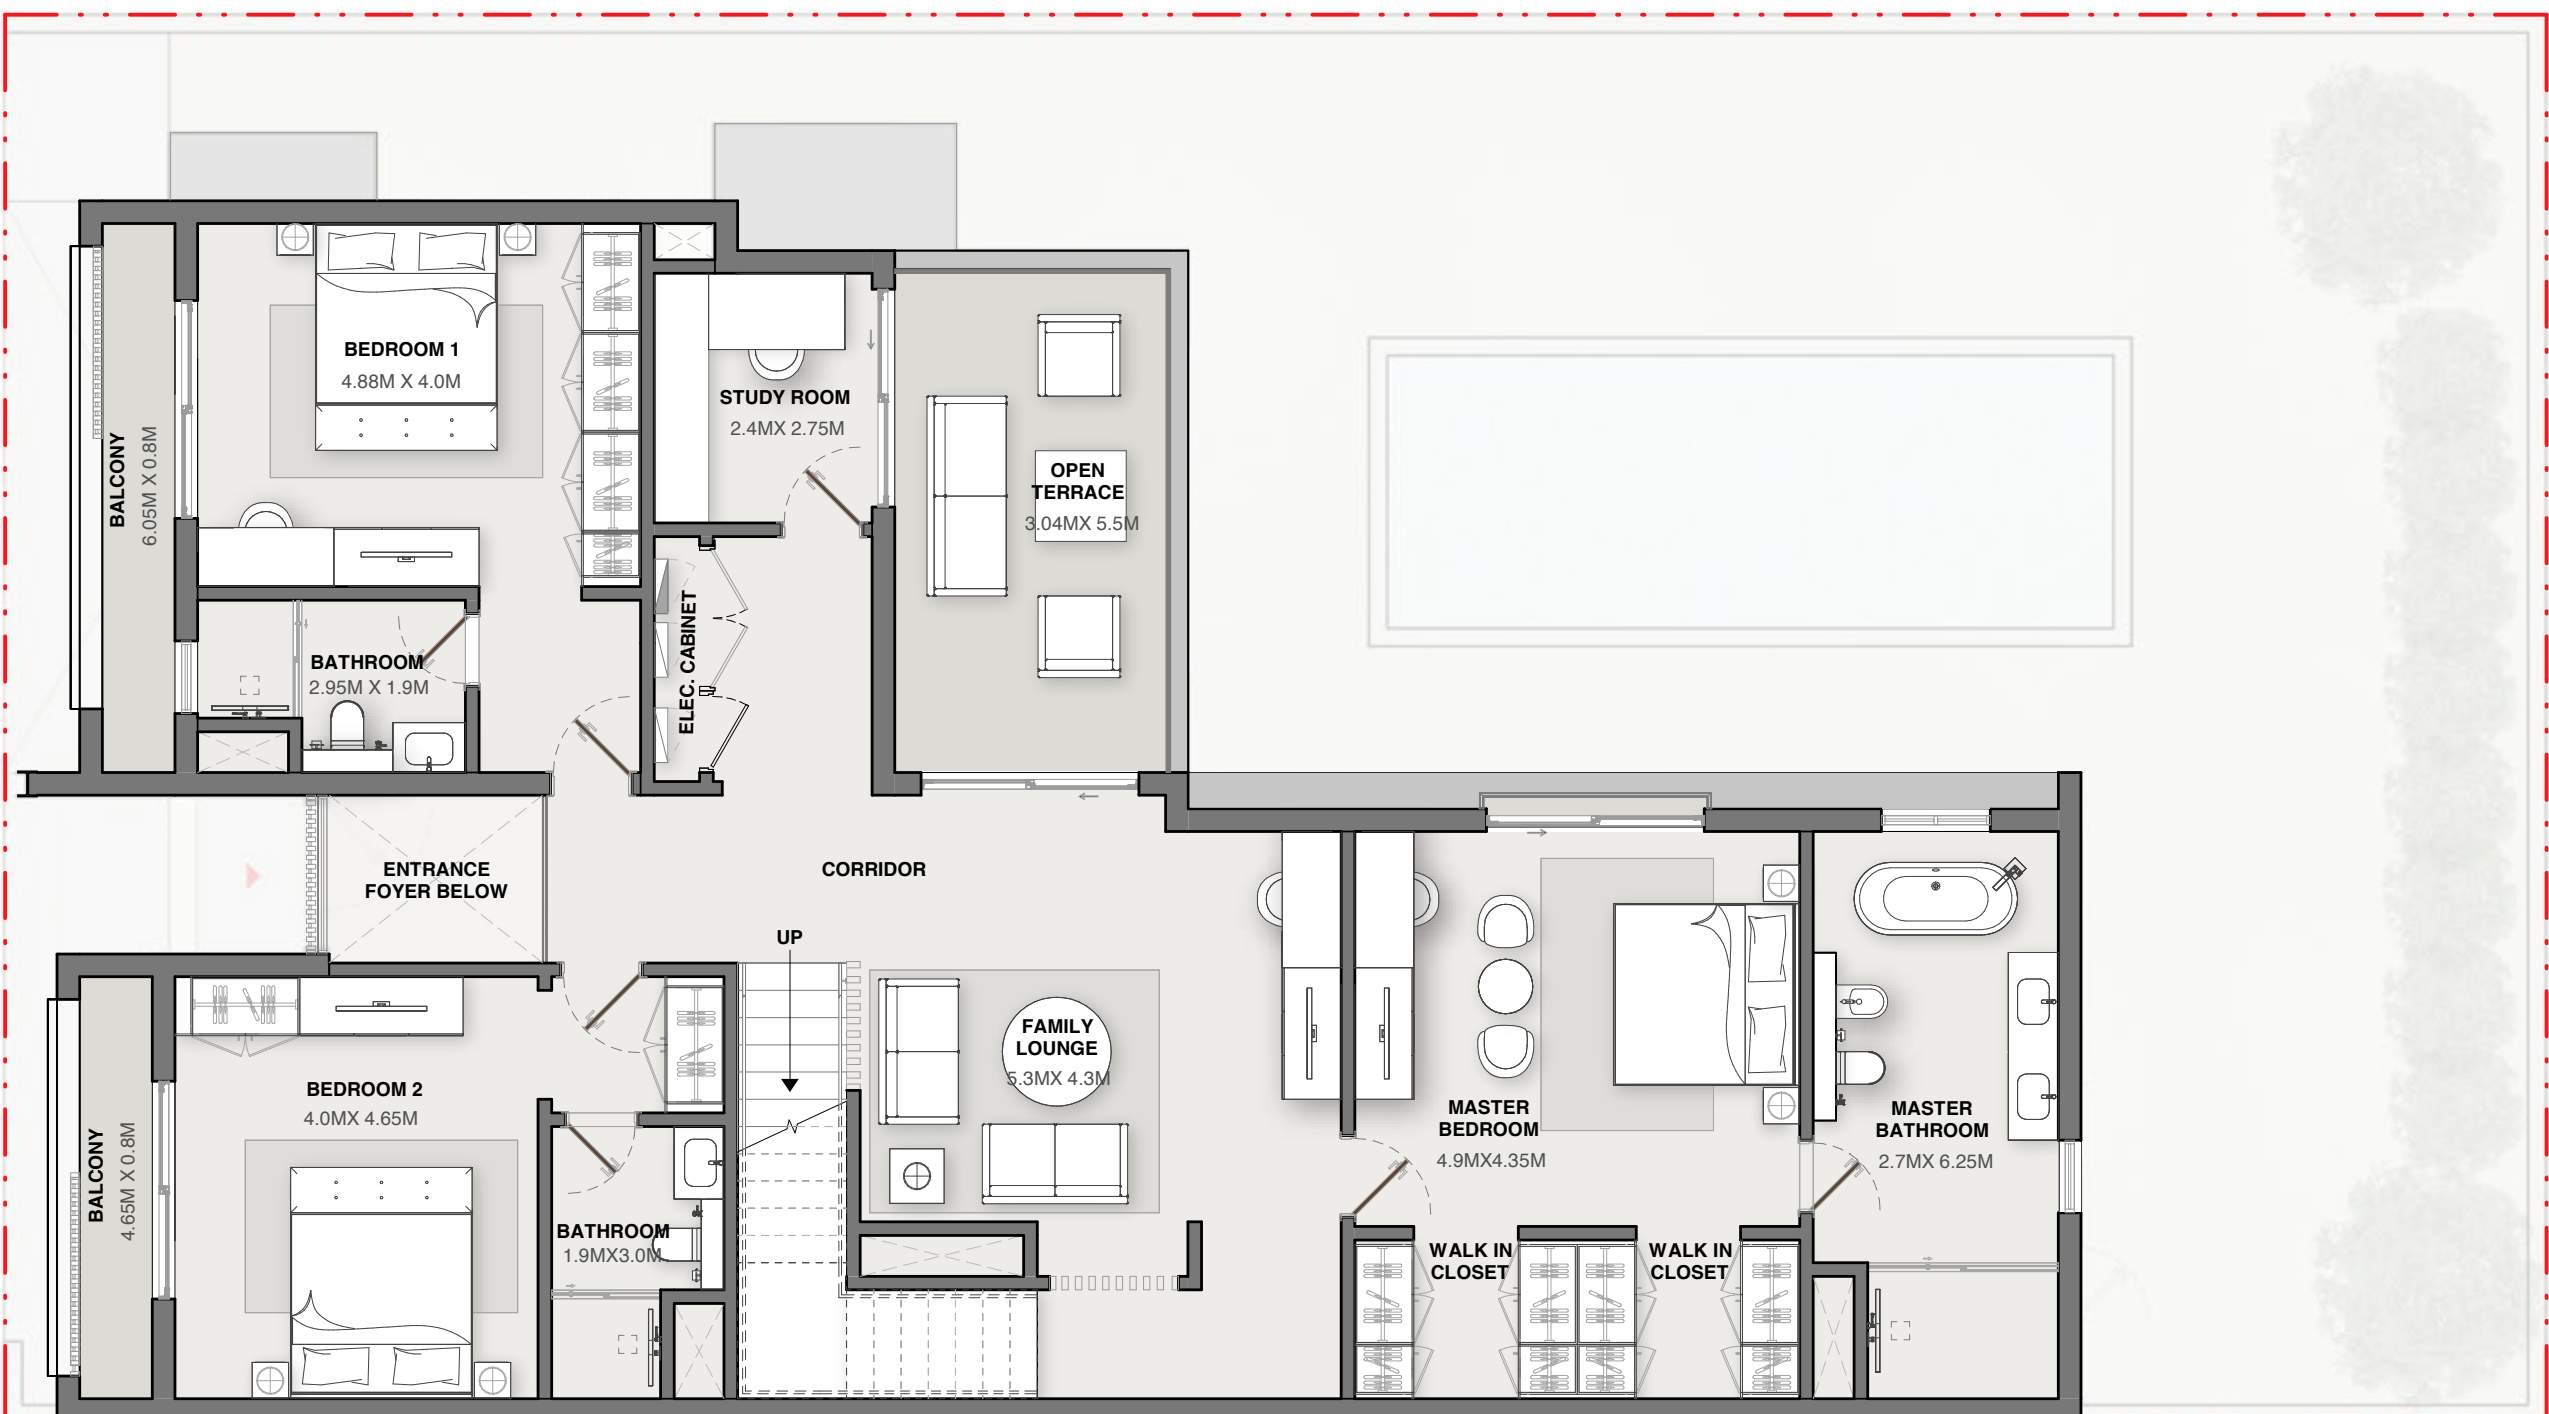 BEDROOM 1
4.88M X 4.0M
BALCONY
6.05M X 0.8M
STUDY ROOM
2.4MX 2.75M
OPEN
TERRACE
3.04MX 5.5M
BATHROOM
2.95M X 1.9M
ELEC. CABINET
ENTRANCE
FOYER BELOW
CORRIDOR
UP
FAMILY
LOUNGE
5.3MX 4.3M
BEDROOM 2
4.0MX 4.65M
BALCONY
4.65M X 0.8M
BATHROOM
1.9MX3.0M
MASTER
BEDROOM
4.9MX4.35M
MASTER
BATHROOM
2.7MX 6.25M
WALK IN
CLOSET
WALK IN
CLOSET